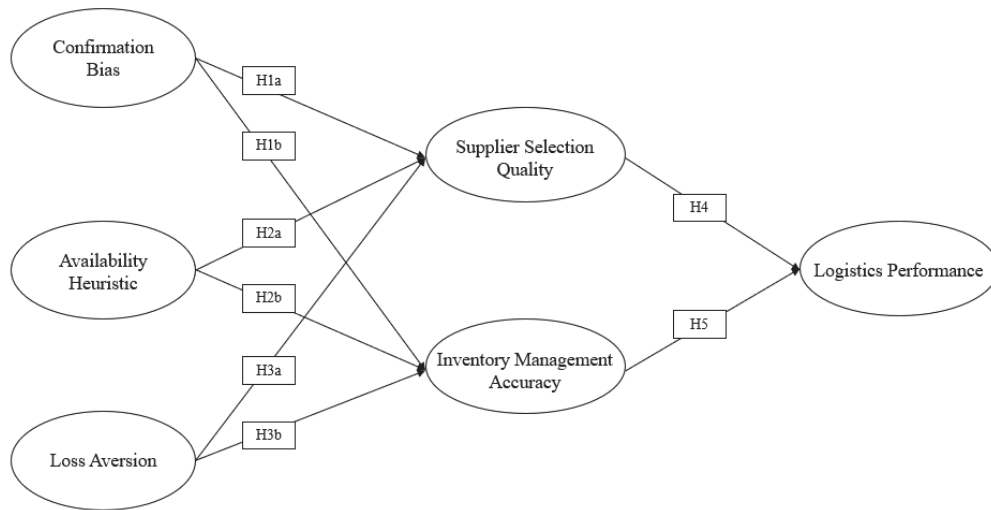 Confirmation
Bias
H1a
H1b
Supplier Selection
Quality
H4
Availability
Heuristic
H2a
H2b
Logistics Performance
H5
H3a
Inventory Management
Accuracy
H3b
Loss Aversion